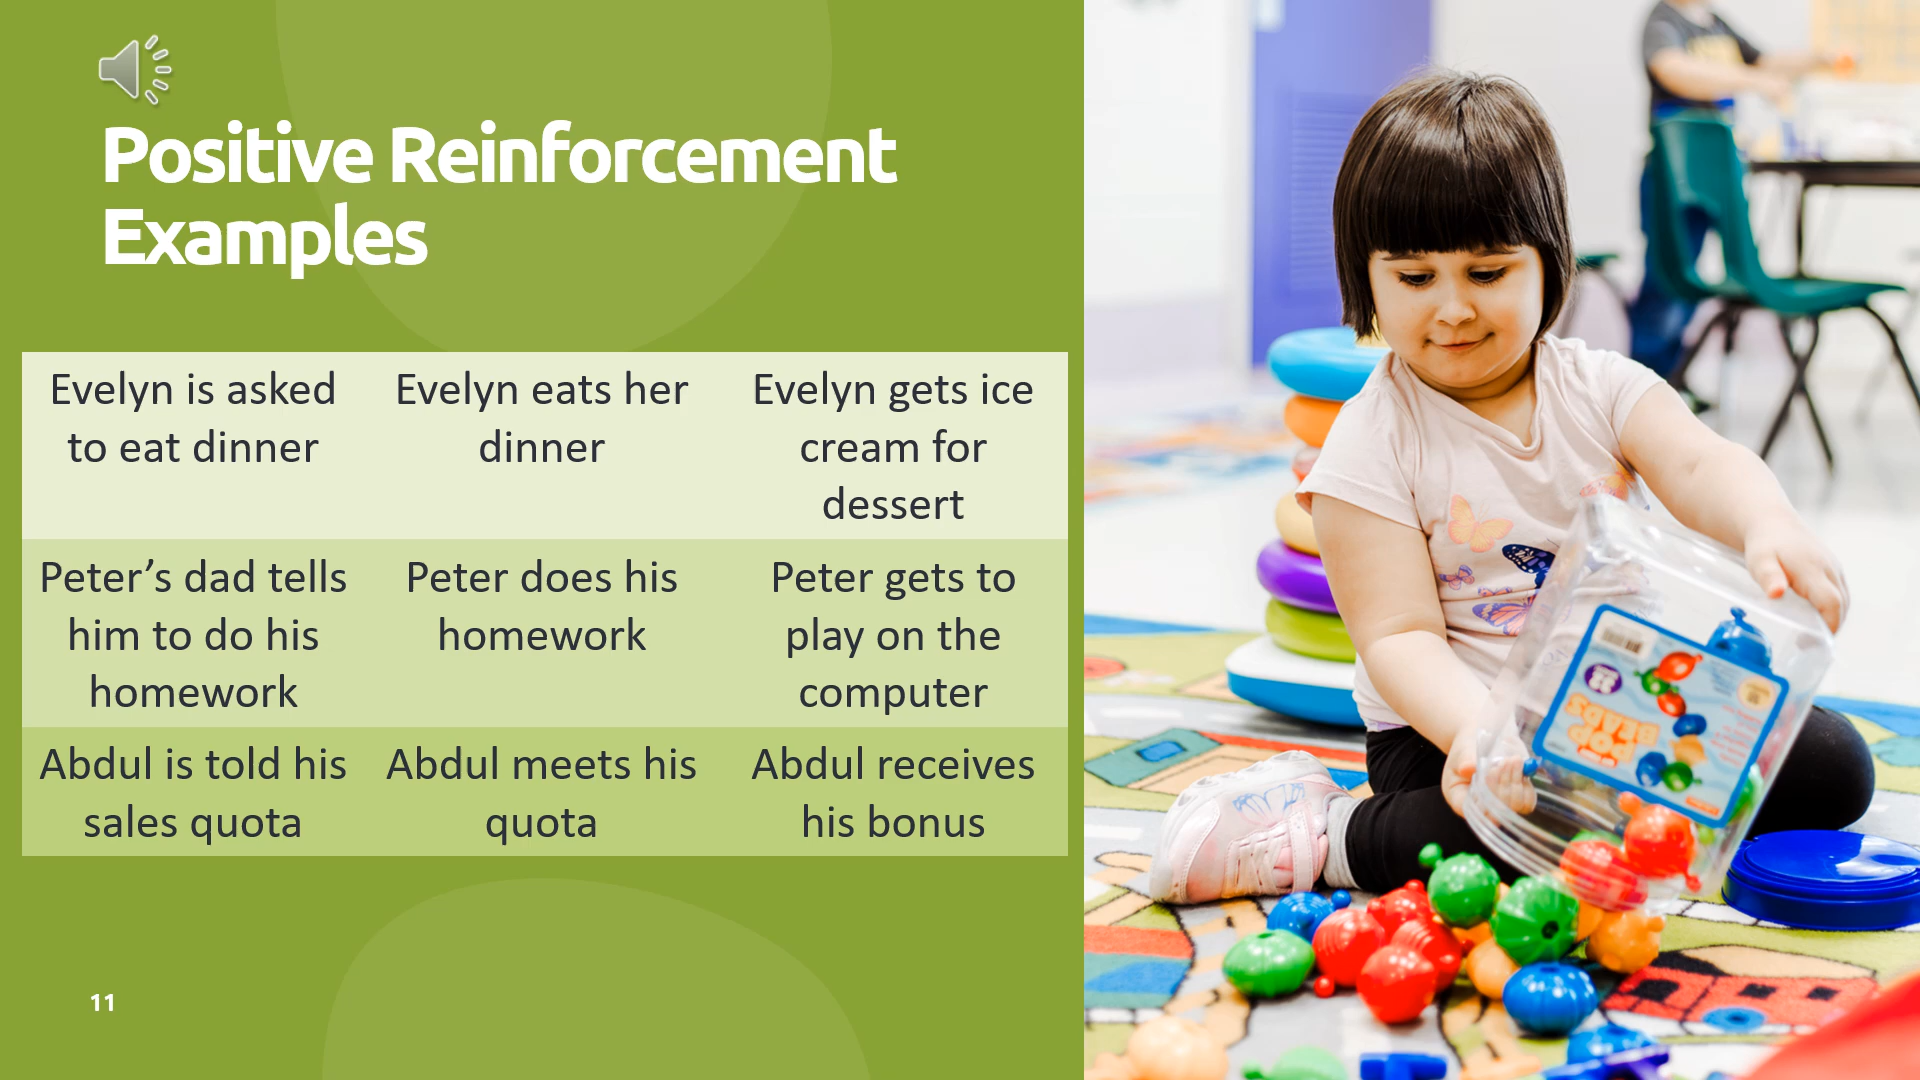 Positive Reinforcement
Examples
Evelyn is asked
to eat dinner
Evelyn eats her
dinner
Evelyn gets ice
cream for
dessert
Peter’s dad tells
him to do his
homework
Peter does his
homework
Peter gets to
play on the
computer
Abdul is told his
sales quota
Abdul meets his
quota
Abdul receives
his bonus
11
POP
BEADS